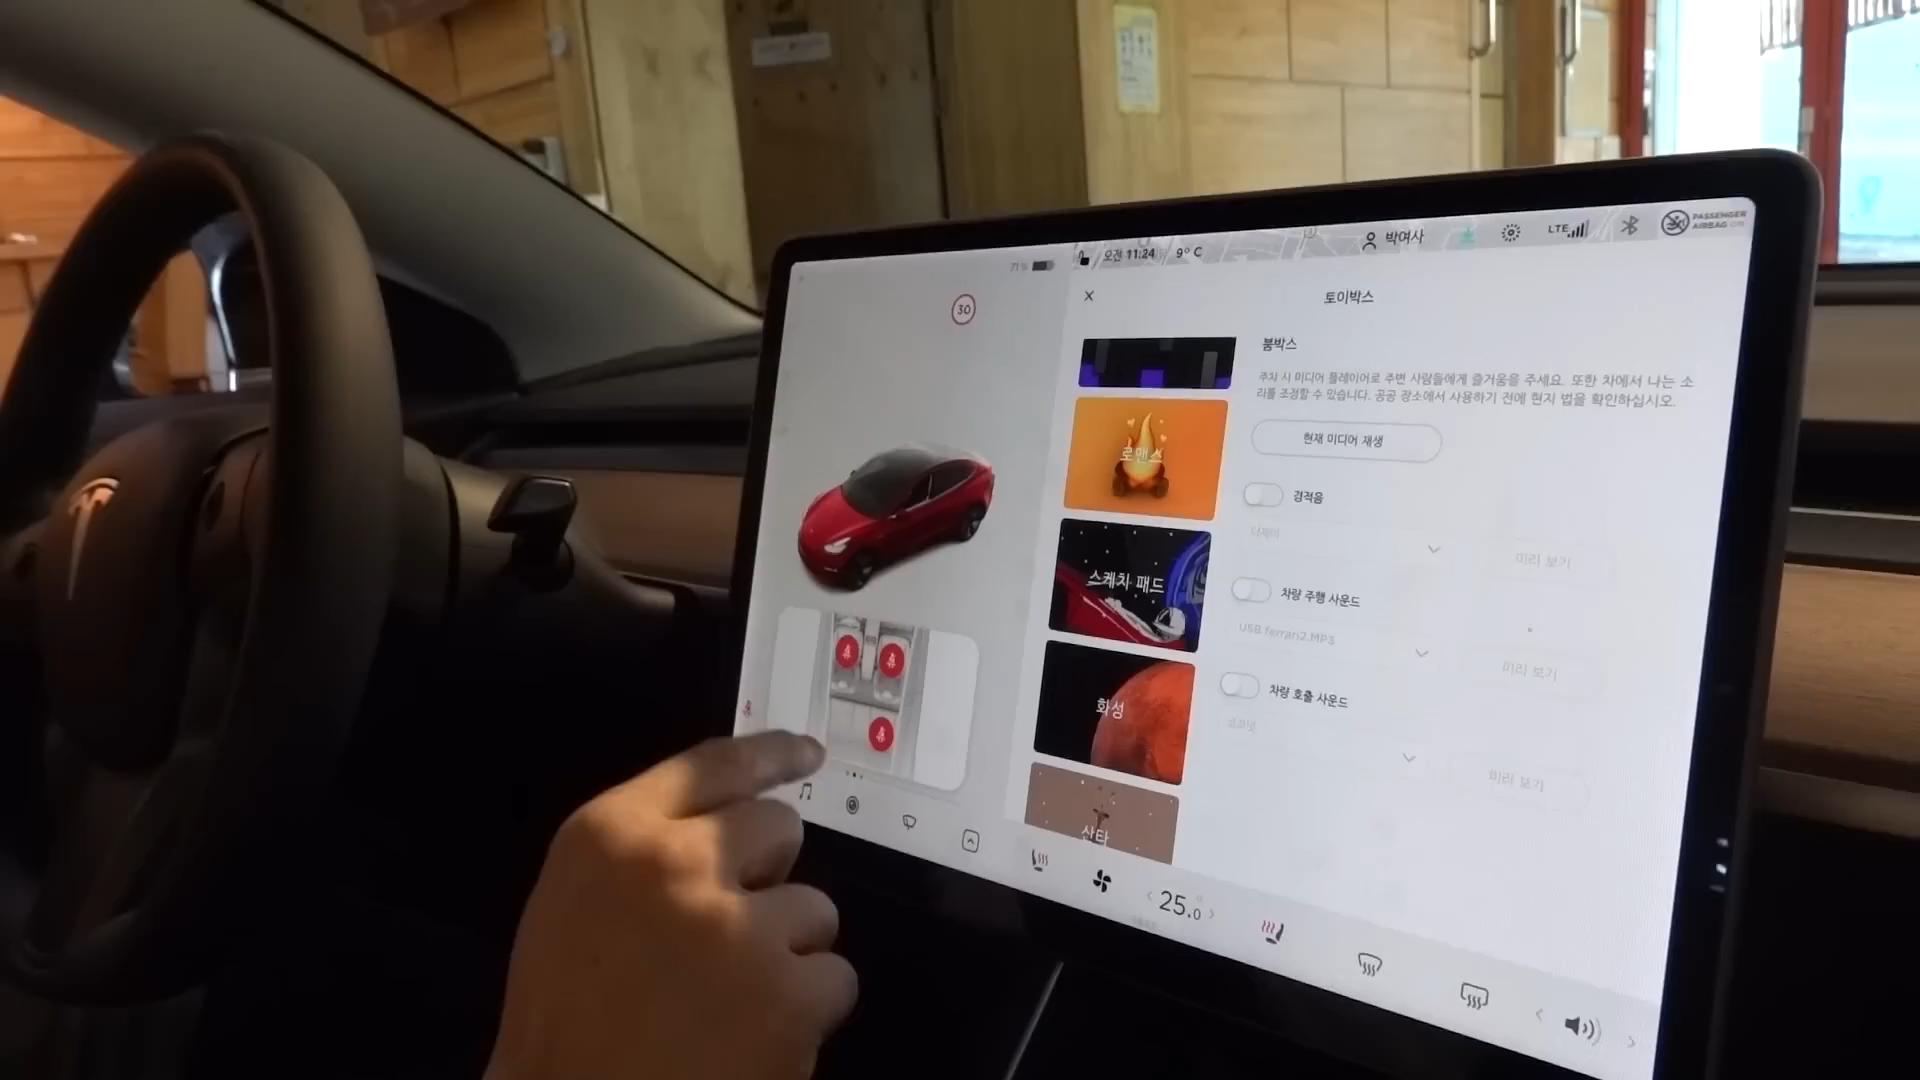 71 %
오전 11:24
9°C
박여사
LTE
PASSENGER
AIRBAG
30
토이박스
붐박스
주차 시 미디어 플레이어로 주변 사람들에게 즐거움을 주세요. 또한 차에서 나는 소
리를 조정할 수 있습니다. 공공 장소에서 사용하기 전에 현지 법을 확인하십시오.
현재 미디어 재생
로맨스
경적음
미리 보기
스케치 패드
차량 주행 사운드
USB ferrari2.MP3
미리 보기
화성
차량 호출 사운드
미리 보기
산타
25.0